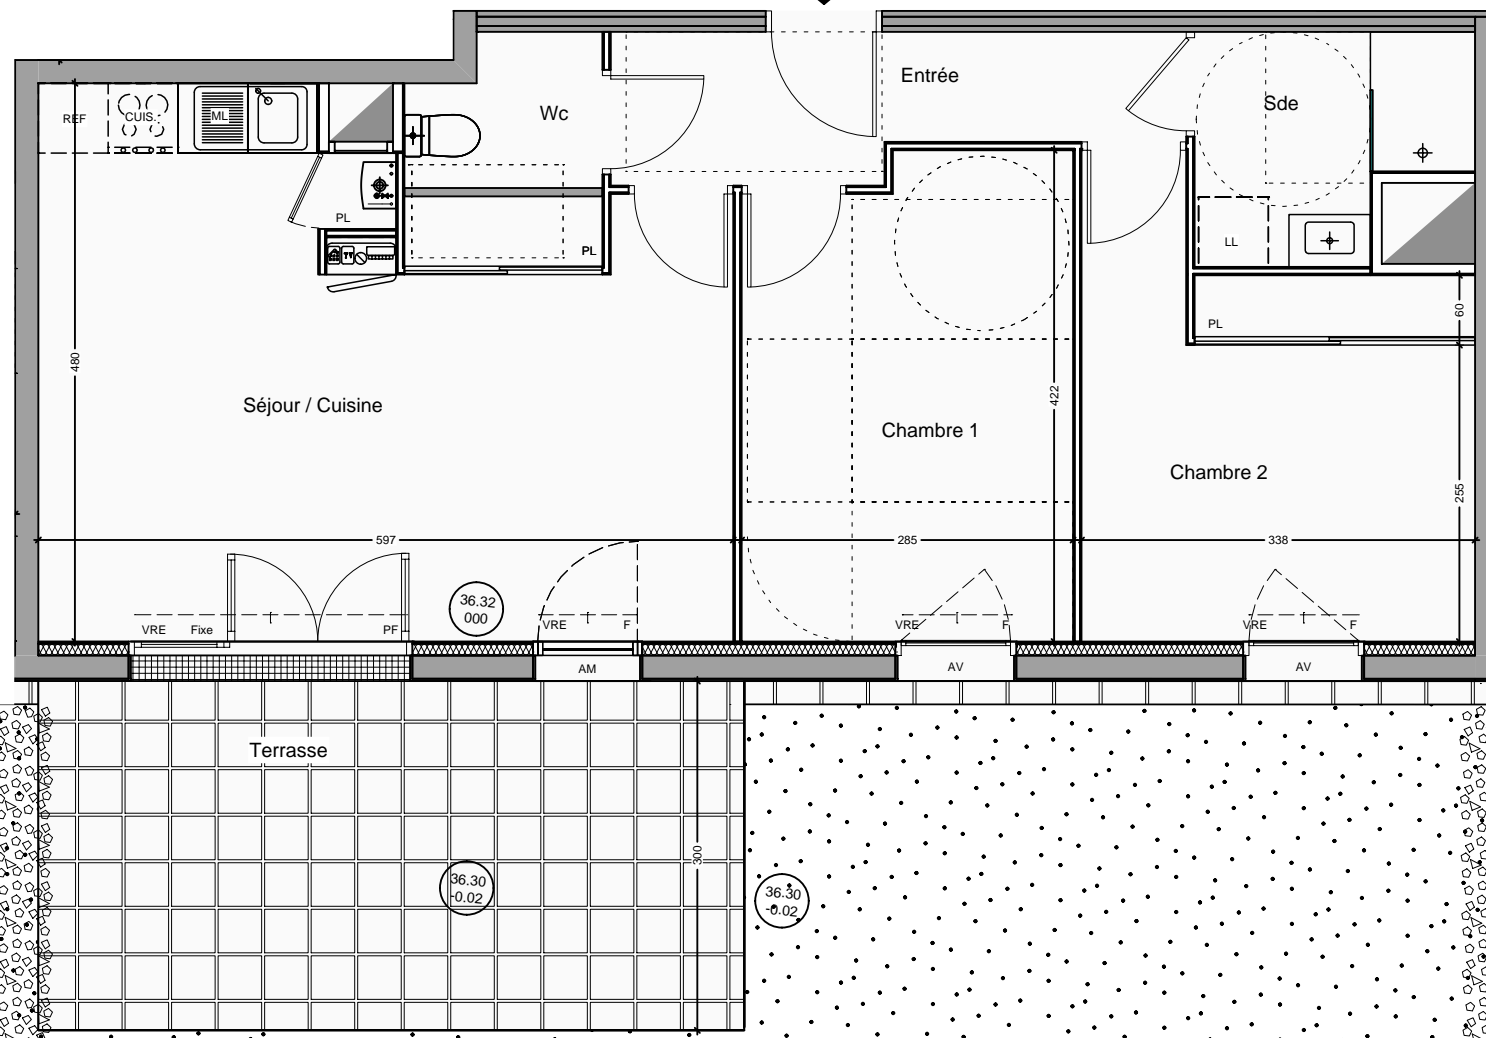 Entrée
Wc
Sde
REF
CUIS.
ML
PL
TV
PL
LL
PL
60
480
422
255
Séjour / Cuisine
Chambre 1
Chambre 2
597
285
338
36.32
000
VRE
Fixe
PF
VRE
F
VRE
F
VRE
F
AM
AV
AV
Terrasse
300
36.30
-0.02
36.30
-0.02